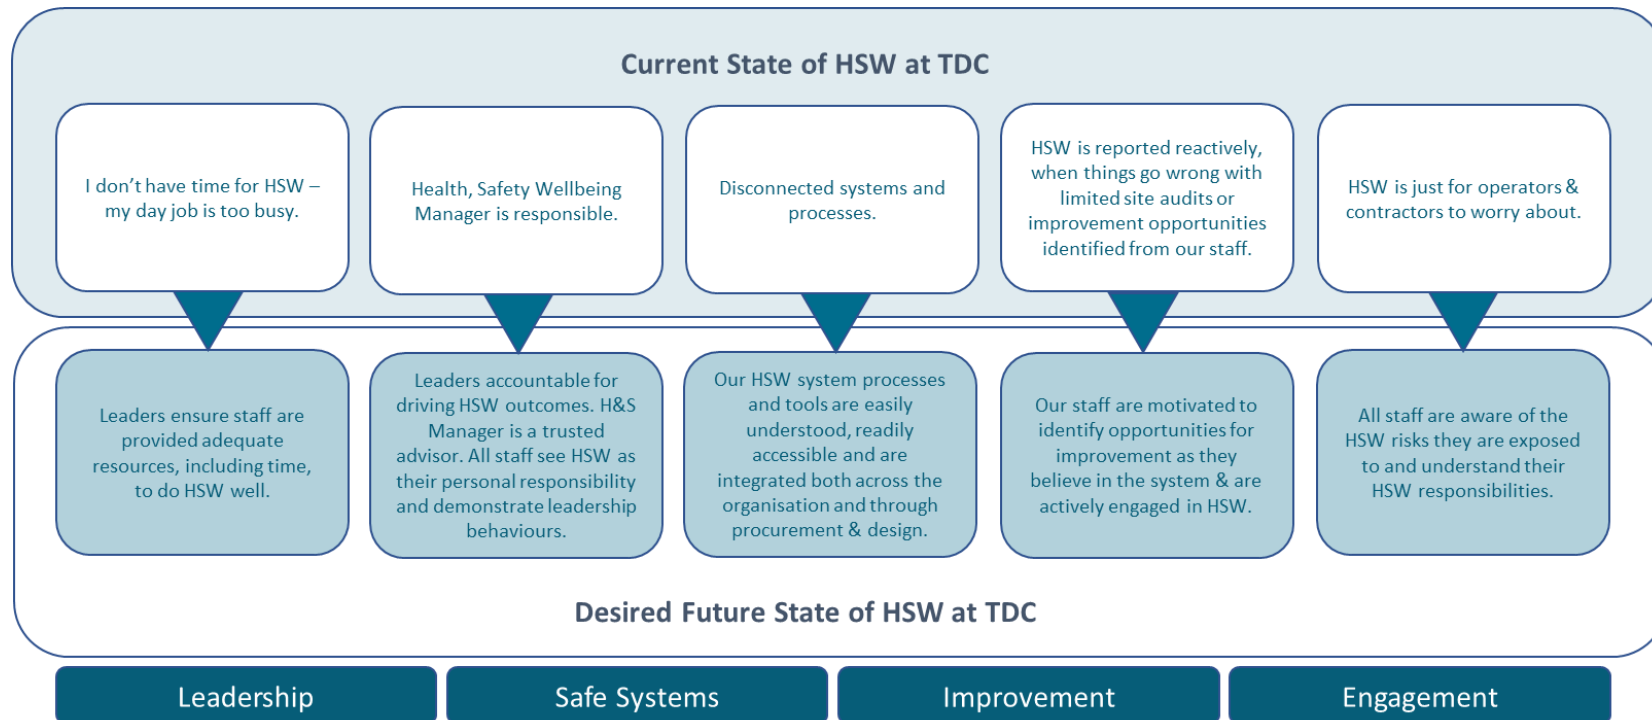 Current State of HSW at TDC
I don’t have time for HSW –
my day job is too busy.
Health, Safety Wellbeing
Manager is responsible.
Disconnected systems and
processes.
HSW is reported reactively,
when things go wrong with
limited site audits or
improvement opportunities
identified from our staff.
HSW is just for operators &
contractors to worry about.
Leaders ensure staff are
provided adequate
resources, including time,
to do HSW well.
Leaders accountable for
driving HSW outcomes. H&S
Manager is a trusted
advisor. All staff see HSW as
their personal responsibility
and demonstrate leadership
behaviours.
Our HSW system processes
and tools are easily
understood, readily
accessible and are
integrated both across the
organisation and through
procurement & design.
Our staff are motivated to
identify opportunities for
improvement as they
believe in the system & are
actively engaged in HSW.
All staff are aware of the
HSW risks they are exposed
to and understand their
HSW responsibilities.
Desired Future State of HSW at TDC
Leadership
Safe Systems
Improvement
Engagement